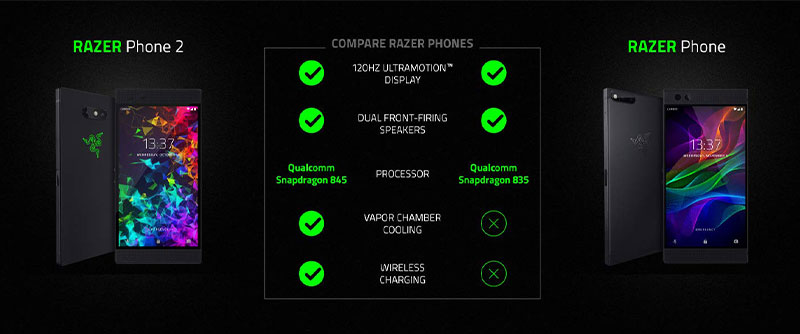 RAZER Phone 2
COMPARE RAZER PHONES
RAZER Phone
120HZ ULTRAMOTION™
DISPLAY
DUAL FRONT-FIRING
SPEAKERS
Qualcomm
Snapdragon 845
PROCESSOR
Qualcomm
Snapdragon 835
VAPOR CHAMBER
COOLING
WIRELESS
CHARGING
13:37
13:37